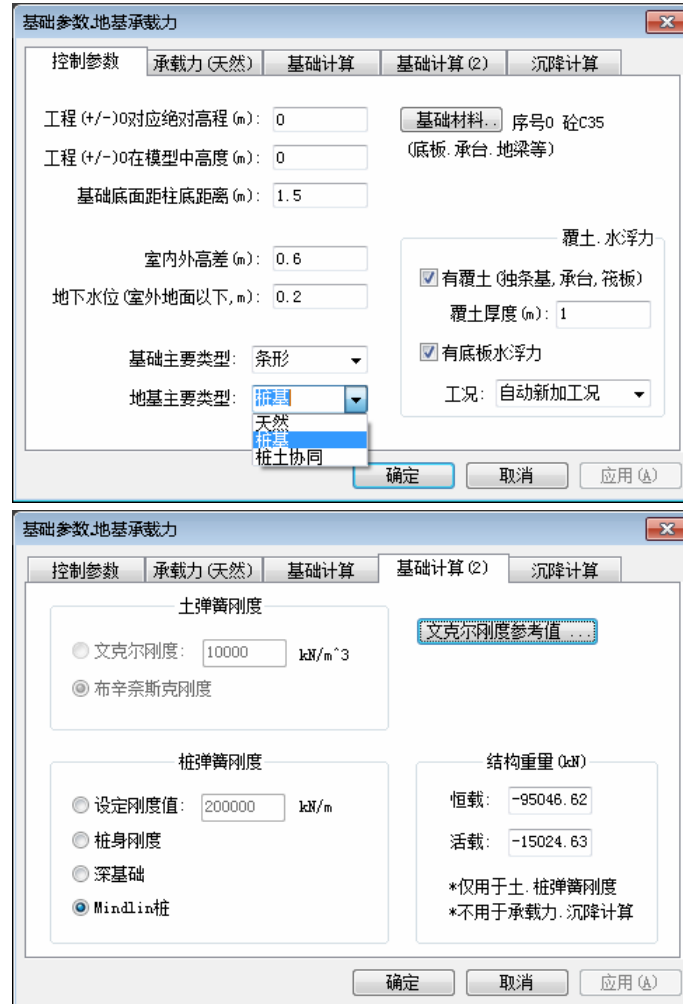 基础参数.地基承载力
控制参数 承载力(天然) 基础计算 基础计算(2) 沉降计算
工程(+/-)0对应绝对高程(m): 0
基础材料.. 序号0 砼C35
工程(+/-)0在模型中高度(m): 0
(底板.承台.地梁等)
基础底面距柱底距离(m): 1.5
覆土.水浮力
室内外高差(m): 0.6
有覆土(独条基,承台,筏板)
地下水位(室外地面以下,m): 0.2
覆土厚度(m): 1
基础主要类型: 条形
有底板水浮力
地基主要类型: 桩基
工况: 自动新加工况
天然
桩基
桩土协同
确定 取消 应用(A)
基础参数.地基承载力
控制参数 承载力(天然) 基础计算 基础计算(2) 沉降计算
土弹簧刚度
文克尔刚度参考值 ...
文克尔刚度: 10000 kN/m^3
布辛奈斯克刚度
桩弹簧刚度
结构重量(kN)
设定刚度值: 200000 kN/m
恒载: -95046.62
桩身刚度
活载: -15024.63
深基础
*仅用于土.桩弹簧刚度
Mindlin桩
*不用于承载力.沉降计算
确定 取消 应用(A)